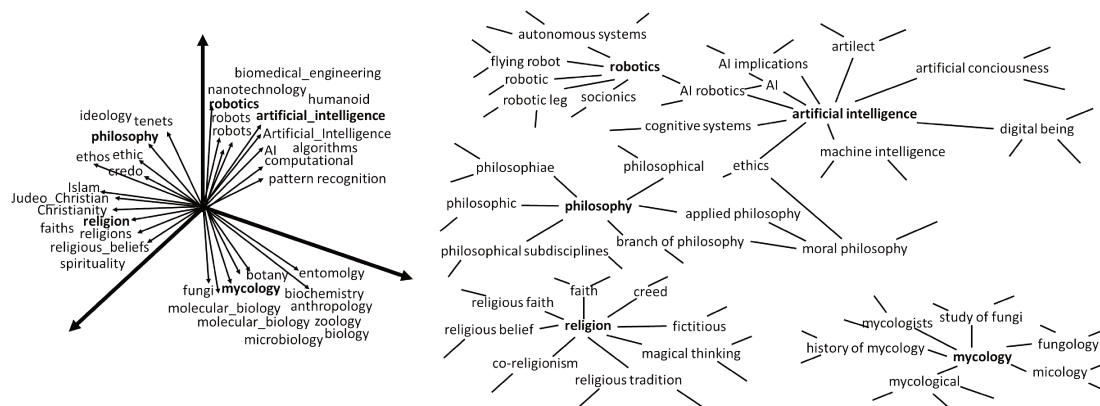 biomedical_engineering
nanotechnology
robotics
humanoid
robots
artificial_intelligence
robots
Artificial_Intelligence
AI
algorithms
computational
pattern recognition
ideology
tenets
philosophy
ethos
ethic
credo
Islam
Judeo_Christian
Christianity
religion
faiths
religions
religious_beliefs
spirituality
botany
entomolgy
fungi
mycology
biochemistry
molecular_biology
anthropology
molecular_biology
zoology
microbiology
biology
autonomous systems
flying robot
robotics
robotic
robotic leg
socionics
AI robotics
AI implications
AI
artilect
artificial conciousness
artificial intelligence
cognitive systems
digital being
machine intelligence
ethics
philosophiae
philosophical
philosophic
philosophy
applied philosophy
philosophical subdisciplines
branch of philosophy
moral philosophy
faith
creed
religious faith
religious belief
religion
fictitious
co-religionism
magical thinking
religious tradition
mycologists
study of fungi
history of mycology
mycology
fungology
micology
mycological